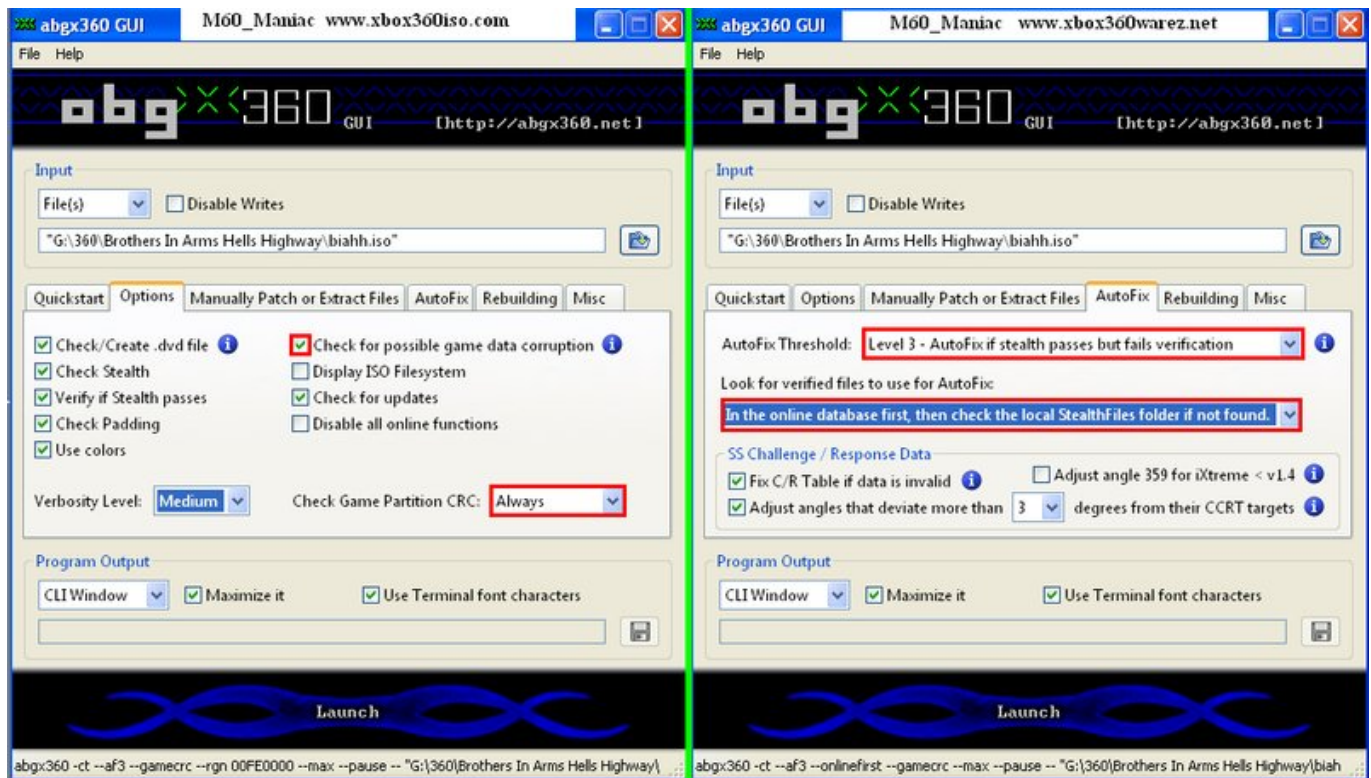 abgx360 GUI
M60_Maniac www.xbox360iso.com
File Help
abgx360 GUI [http://abgx360.net]
Input
File(s)
Disable Writes
"G:\360\Brothers In Arms Hells Highway\biahh.iso"
Quickstart Options Manually Patch or Extract Files AutoFix Rebuilding Misc
Check/Create .dvd file
Check for possible game data corruption
Check Stealth
Display ISO Filesystem
Verify if Stealth passes
Check for updates
Check Padding
Disable all online functions
Use colors
Verbosity Level: Medium
Check Game Partition CRC: Always
Program Output
CLI Window
Maximize it
Use Terminal font characters
Launch
abgx360 -ct --af3 --gamecrc --rgn 00FE0000 --max --pause -- "G:\360\Brothers In Arms Hells Highway\
abgx360 GUI
M60_Maniac www.xbox360warez.net
File Help
abgx360 GUI [http://abgx360.net]
Input
File(s)
Disable Writes
"G:\360\Brothers In Arms Hells Highway\biahh.iso"
Quickstart Options Manually Patch or Extract Files AutoFix Rebuilding Misc
AutoFix Threshold: Level 3 - AutoFix if stealth passes but fails verification
Look for verified files to use for AutoFix:
In the online database first, then check the local StealthFiles folder if not found.
SS Challenge / Response Data
Fix C/R Table if data is invalid
Adjust angle 359 for iXtreme < v1.4
Adjust angles that deviate more than 3 degrees from their CCRT targets
Program Output
CLI Window
Maximize it
Use Terminal font characters
Launch
abgx360 -ct --af3 --onlinefirst --gamecrc --max --pause -- "G:\360\Brothers In Arms Hells Highway\biah